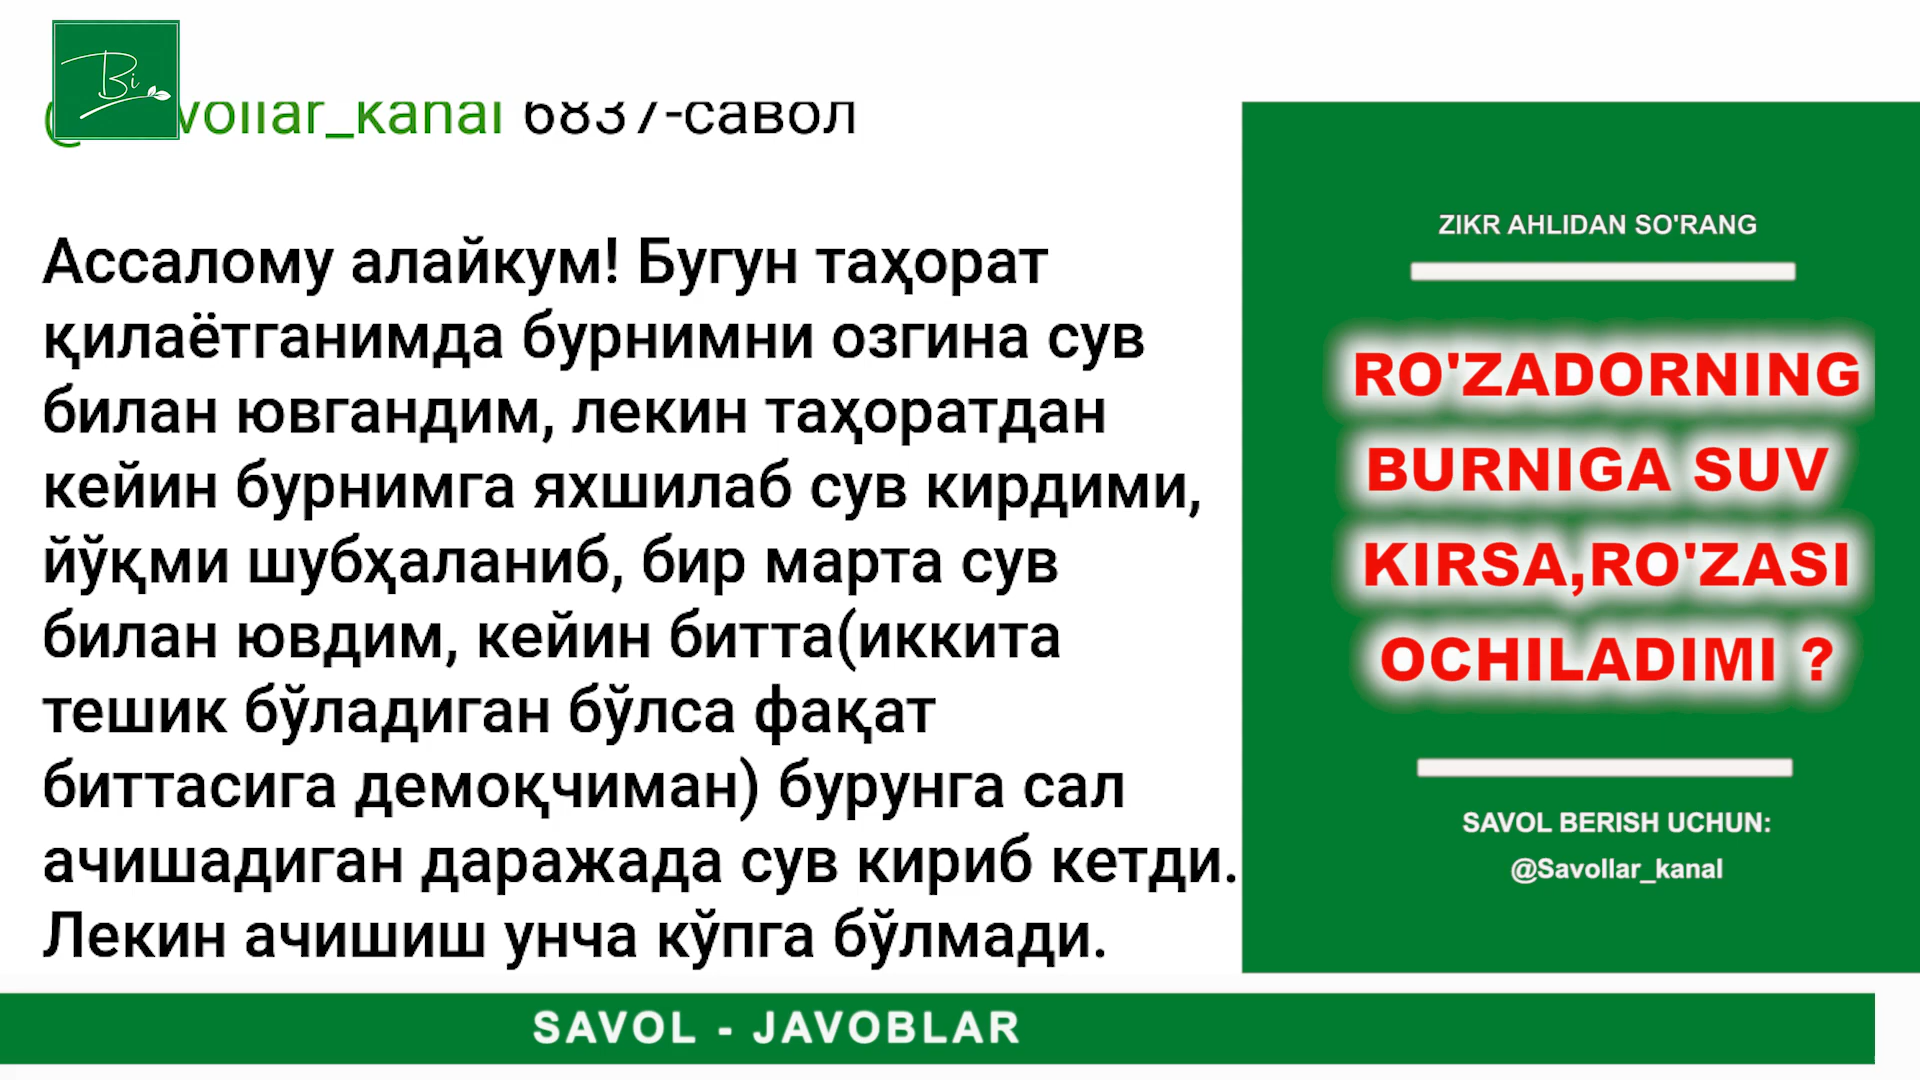 Bi
vollar_kanal 6837-савол
Ассалому алайкум! Бугун таҳорат
қилаётганимда бурнимни озгина сув
билан ювгандим, лекин таҳоратдан
кейин бурнимга яхшилаб сув кирдими,
йўқми шубҳаланиб, бир марта сув
билан ювдим, кейин битта(иккита
тешик бўладиган бўлса фақат
биттасига демоқчиман) бурунга сал
ачишадиган даражада сув кириб кетди.
Лекин ачишиш унча кўпга бўлмади.
ZIKR AHLIDAN SO'RANG
RO'ZADORNING
BURNIGA SUV
KIRSA,RO'ZASI
OCHILADIMI ?
SAVOL BERISH UCHUN:
@Savollar_kanal
SAVOL - JAVOBLAR